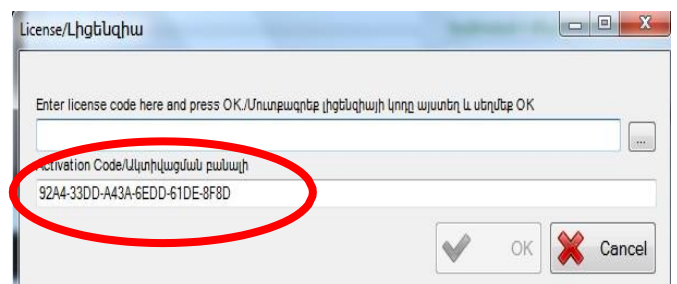 License/Լիցենզիա
Enter license code here and press OK./Մուտքագրեք լիցենզիայի կոդը այստեղ և սեղմեք OK
...
Activation Code/Ակտիվացման բանալի
92A4-33DD-A43A-6EDD-61DE-8F8D
OK Cancel